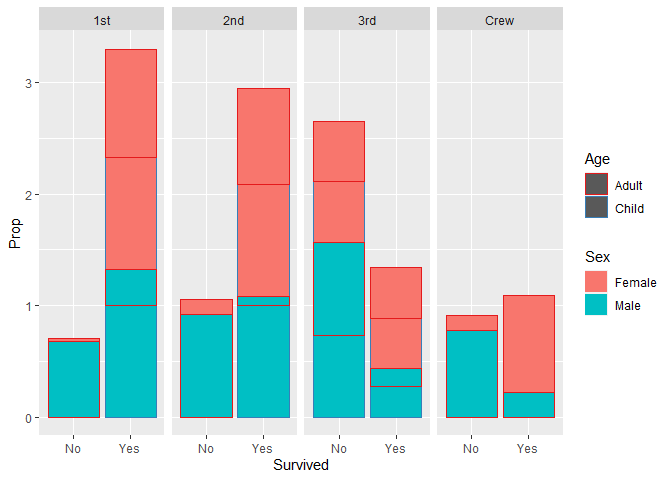 1st 2nd 3rd Crew
Prop
3
2
1
0
No Yes No Yes No Yes No Yes
Survived
Age
Adult
Child
Sex
Female
Male